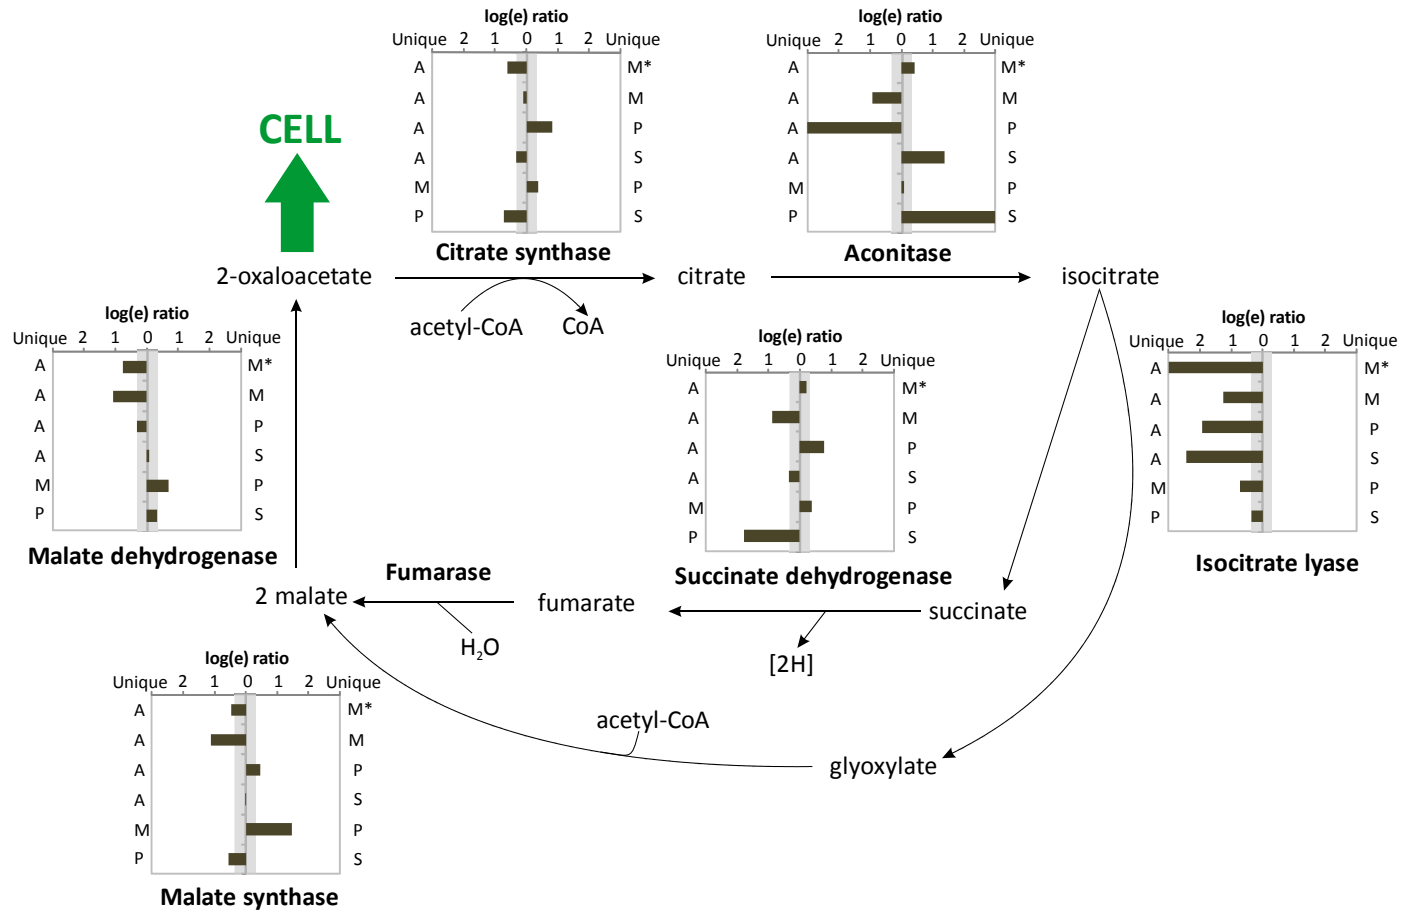 log(e) ratio
Unique 2 1 0 1 2 Unique
A M*
A M
A P
A S
M P
P S
Citrate synthase
log(e) ratio
Unique 2 1 0 1 2 Unique
A M*
A M
A P
A S
M P
P S
Aconitase
CELL
2-oxaloacetate
citrate
isocitrate
acetyl-CoA
CoA
log(e) ratio
Unique 2 1 0 1 2 Unique
A M*
A M
A P
A S
M P
P S
Malate dehydrogenase
log(e) ratio
Unique 2 1 0 1 2 Unique
A M*
A M
A P
A S
M P
P S
Succinate dehydrogenase
log(e) ratio
Unique 2 1 0 1 2 Unique
A M*
A M
A P
A S
M P
P S
Isocitrate lyase
Fumarase
2 malate
fumarate
succinate
H2O
[2H]
log(e) ratio
Unique 2 1 0 1 2 Unique
A M*
A M
A P
A S
M P
P S
Malate synthase
acetyl-CoA
glyoxylate